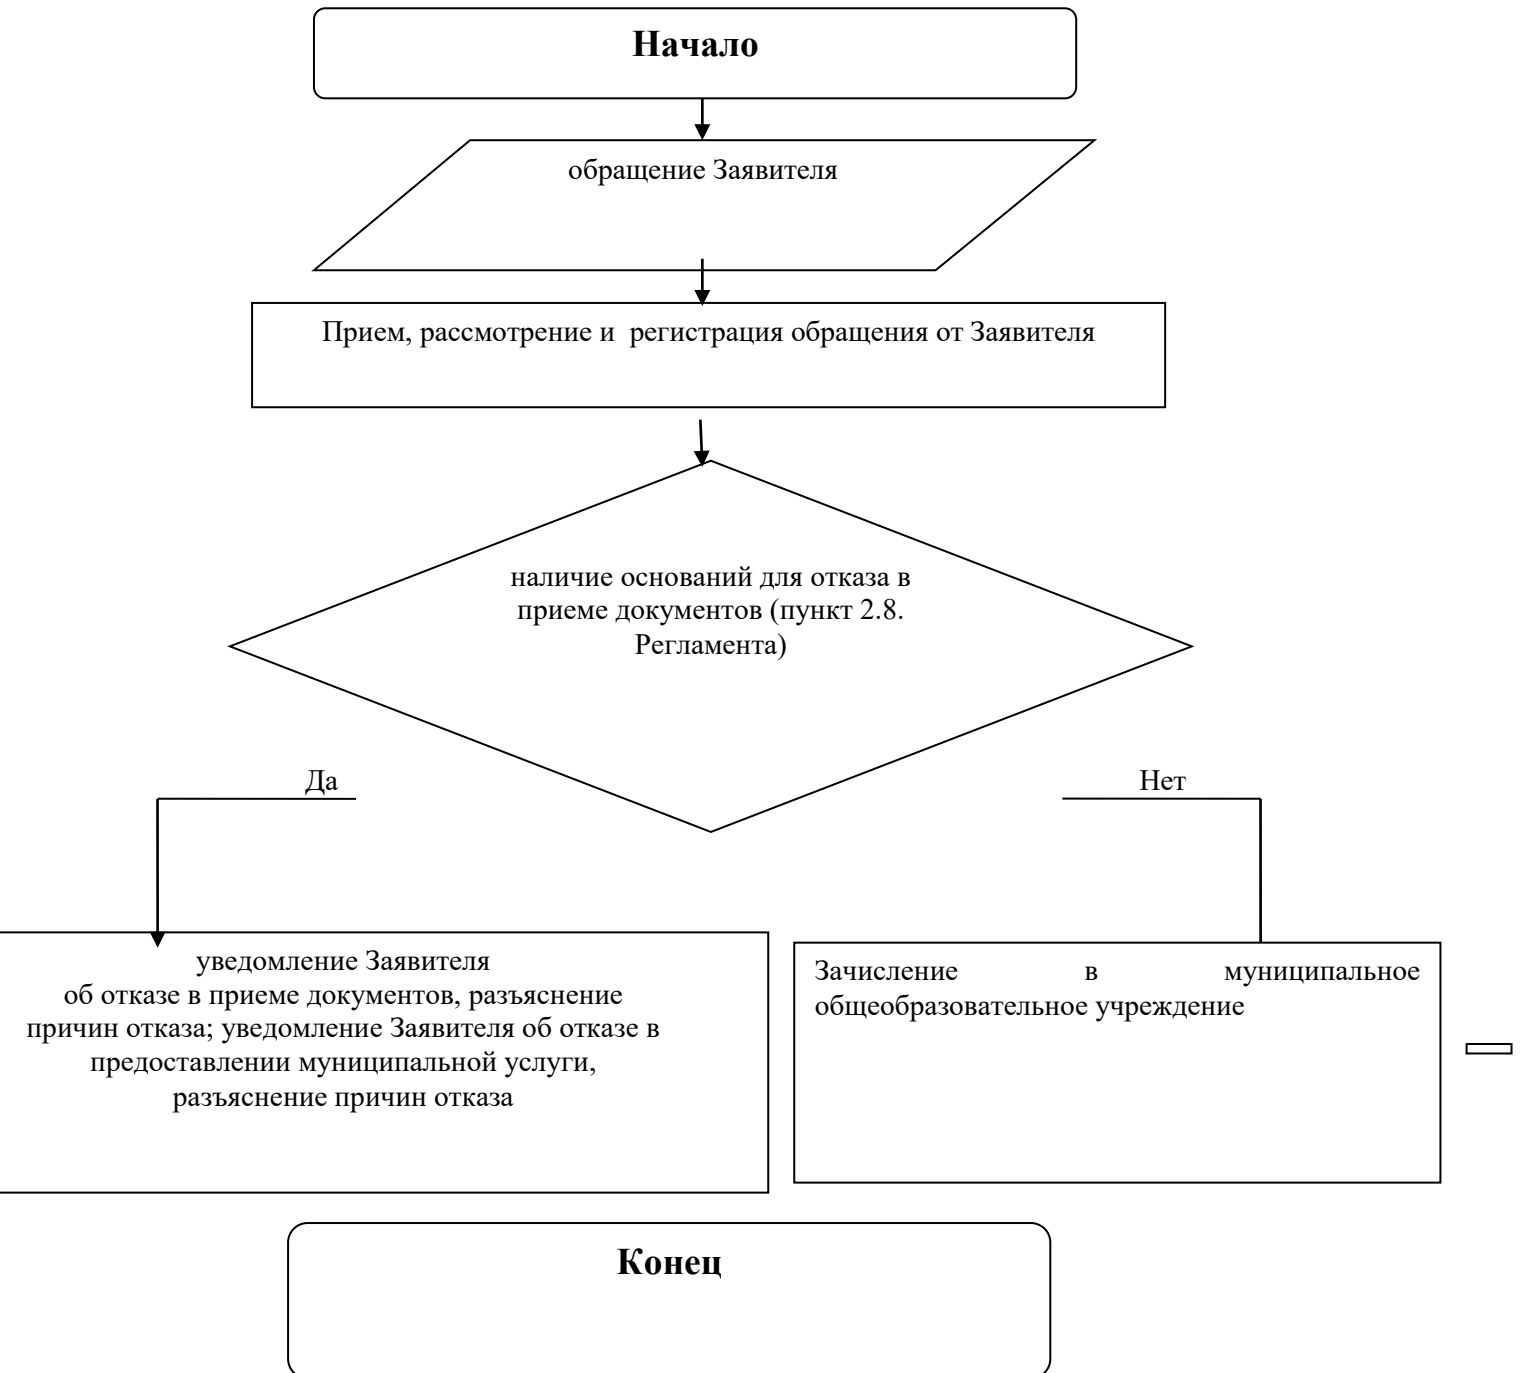 Начало
обращение Заявителя
Прием, рассмотрение и  регистрация обращения от Заявителя
наличие оснований для отказа в
приеме документов (пункт 2.8.
Регламента)
Да
Нет
уведомление Заявителя
об отказе в приеме документов, разъяснение
причин отказа; уведомление Заявителя об отказе в
предоставлении муниципальной услуги,
разъяснение причин отказа
Зачисление в муниципальное
общеобразовательное учреждение
Конец